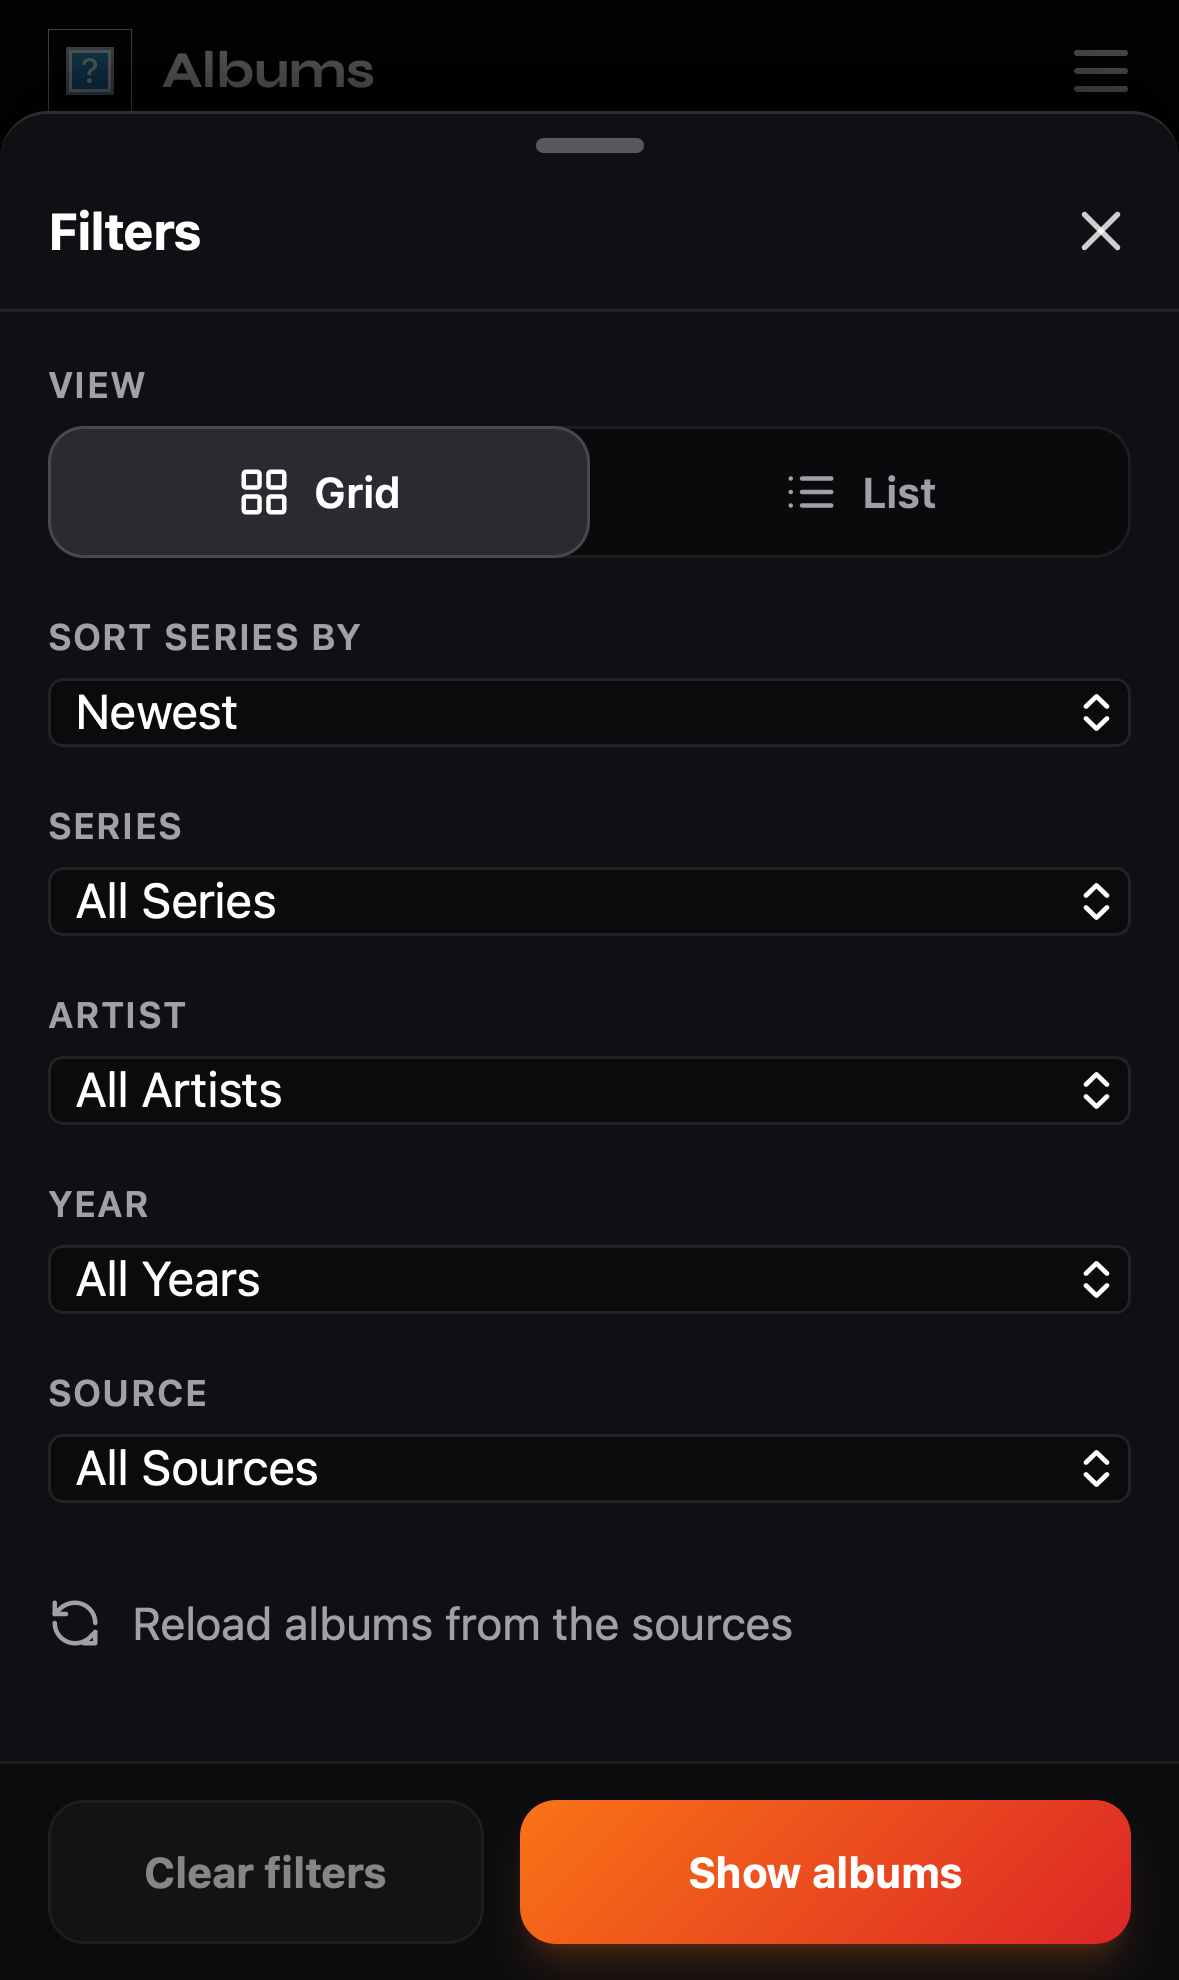 Albums
Filters
VIEW
Grid
List
SORT SERIES BY
Newest
SERIES
All Series
ARTIST
All Artists
YEAR
All Years
SOURCE
All Sources
Reload albums from the sources
Clear filters
Show albums